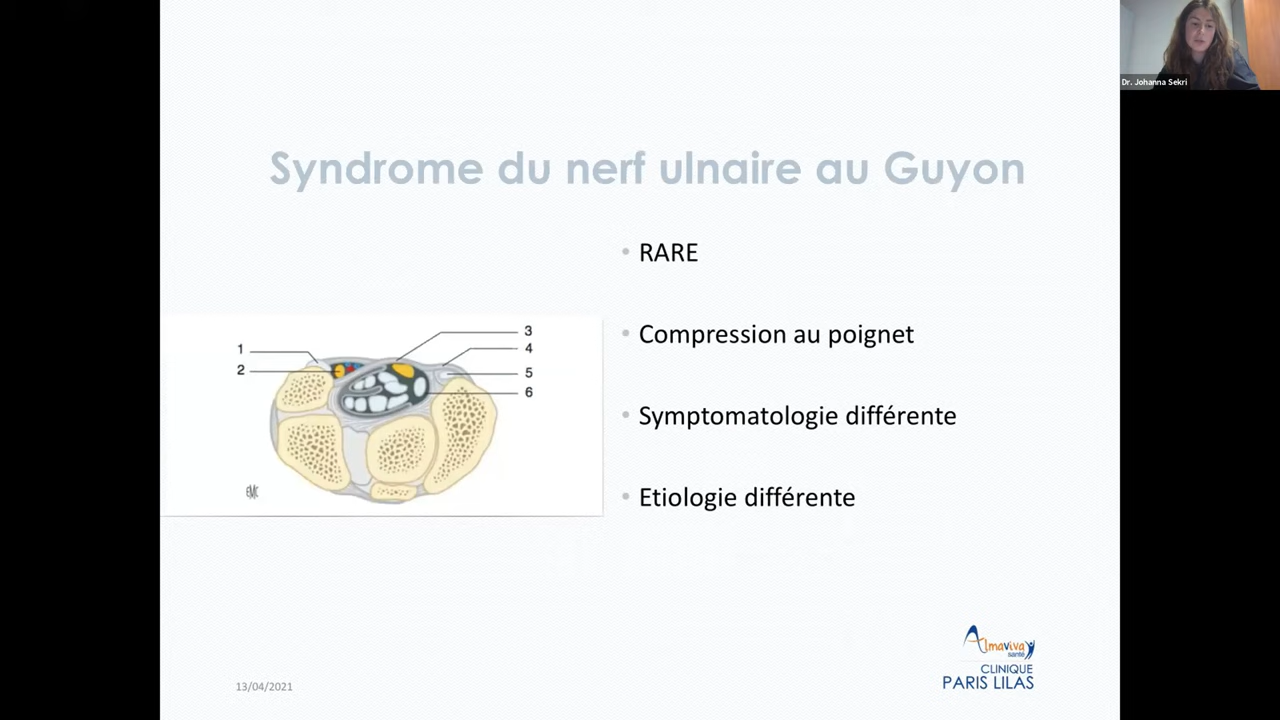 Dr. Johanna Sekri
Syndrome du nerf ulnaire au Guyon
• RARE
• Compression au poignet
• Symptomatologie différente
• Etiologie différente
1
2
3
4
5
6
EMC
13/04/2021
Almaviva
santé
CLINIQUE
PARIS LILAS